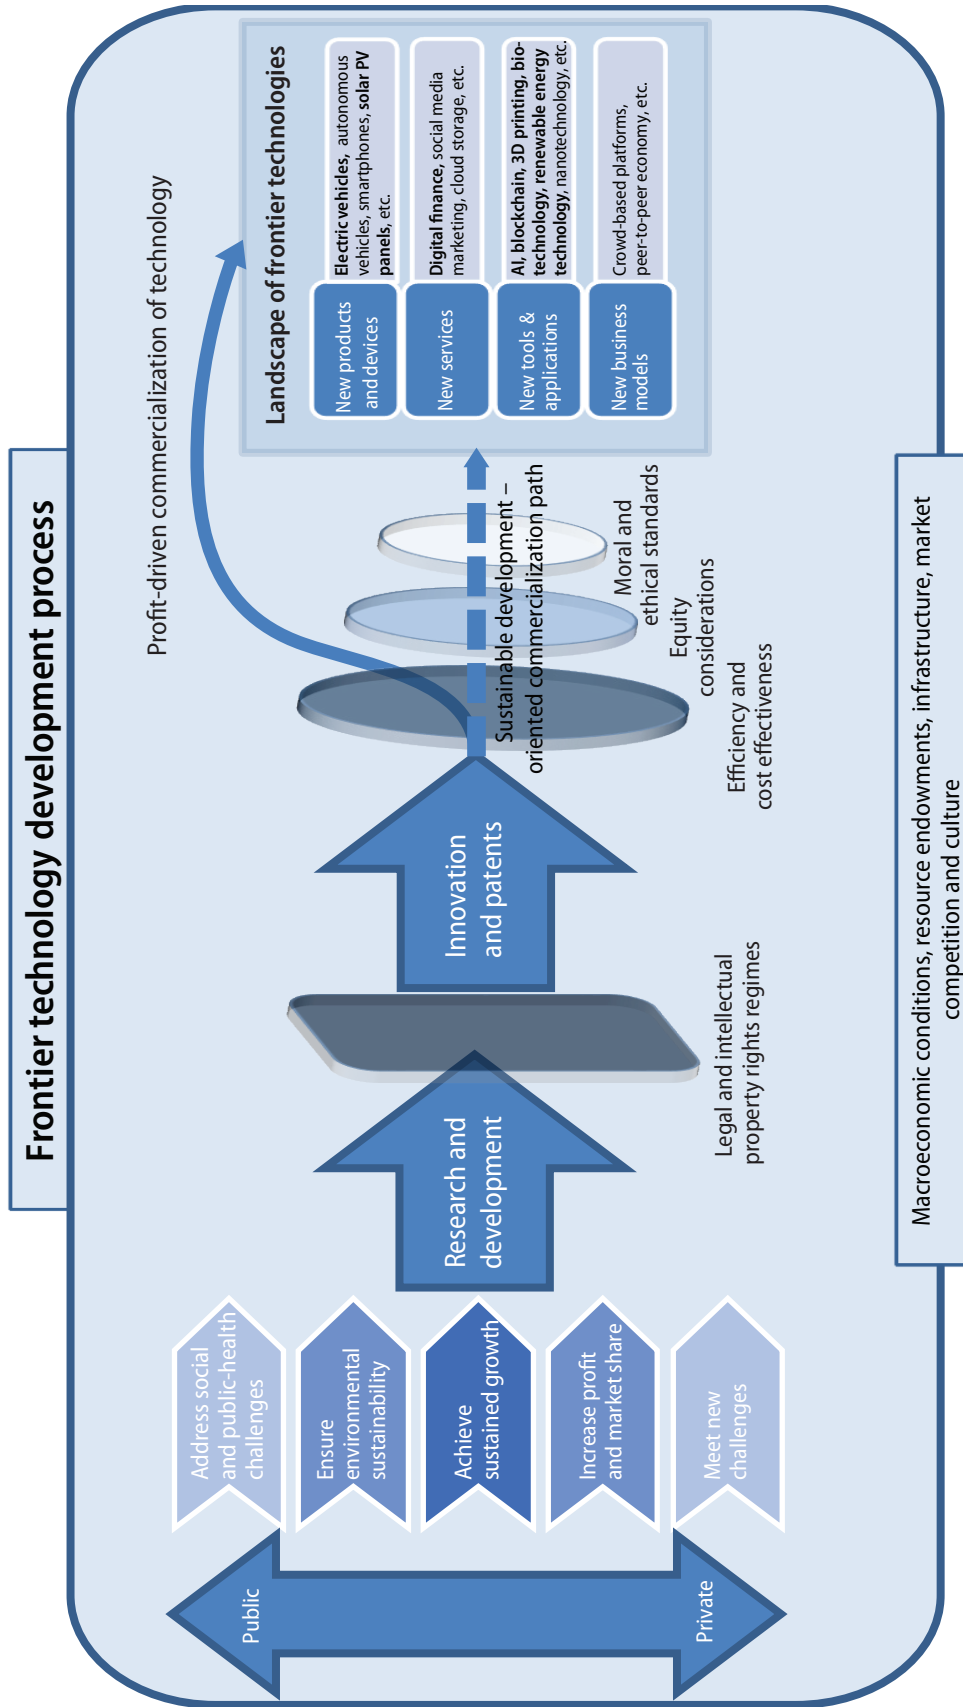 Frontier technology development process
Public
Private
Address social
and public-health
challenges
Ensure
environmental
sustainability
Achieve
sustained growth
Increase profit
and market share
Meet new
challenges
Research and
development
Legal and intellectual
property rights regimes
Innovation
and patents
Profit-driven commercialization of technology
Sustainable development –
oriented commercialization path
Efficiency and
cost effectiveness
Equity
considerations
Moral and
ethical standards
Landscape of frontier technologies
New products
and devices
Electric vehicles, autonomous
vehicles, smartphones, solar PV
panels, etc.
New services
Digital finance, social media
marketing, cloud storage, etc.
New tools &
applications
AI, blockchain, 3D printing, bio-
technology, renewable energy
technology, nanotechnology, etc.
New business
models
Crowd-based platforms,
peer-to-peer economy, etc.
Macroeconomic conditions, resource endowments, infrastructure, market
competition and culture